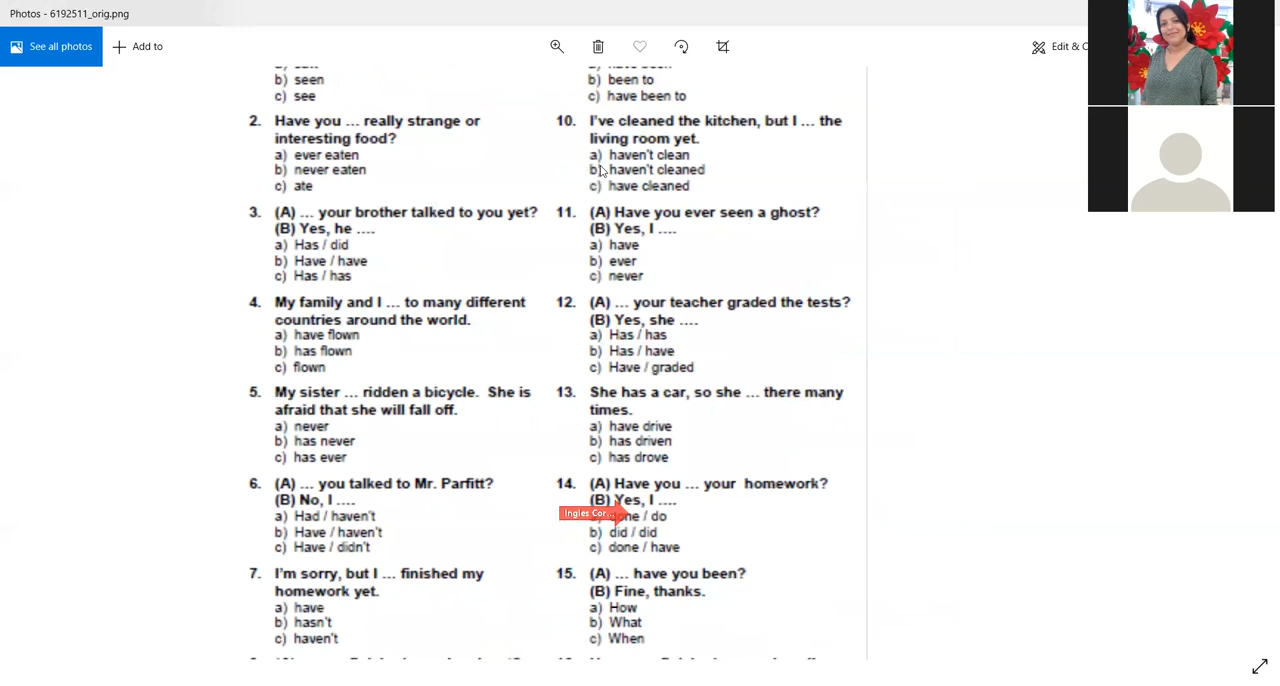 Photos - 6192511_orig.png
See all photos
Add to
Edit & C
b) seen
c) see
2. Have you ... really strange or
interesting food?
a) ever eaten
b) never eaten
c) ate
3. (A) ... your brother talked to you yet?
(B) Yes, he ....
a) Has / did
b) Have / have
c) Has / has
4. My family and I ... to many different
countries around the world.
a) have flown
b) has flown
c) flown
5. My sister ... ridden a bicycle. She is
afraid that she will fall off.
a) never
b) has never
c) has ever
6. (A) ... you talked to Mr. Parfitt?
(B) No, I ....
a) Had / haven't
b) Have / haven't
c) Have / didn't
7. I'm sorry, but I ... finished my
homework yet.
a) have
b) hasn't
c) haven't
b) been to
c) have been to
10. I've cleaned the kitchen, but I ... the
living room yet.
a) haven't clean
b) haven't cleaned
c) have cleaned
11. (A) Have you ever seen a ghost?
(B) Yes, I ....
a) have
b) ever
c) never
12. (A) ... your teacher graded the tests?
(B) Yes, she ....
a) Has / has
b) Has / have
c) Have / graded
13. She has a car, so she ... there many
times.
a) have drive
b) has driven
c) has drove
14. (A) Have you ... your homework?
(B) Yes, I ....
Ingles Cor...
done / do
b) did / did
c) done / have
15. (A) ... have you been?
(B) Fine, thanks.
a) How
b) What
c) When